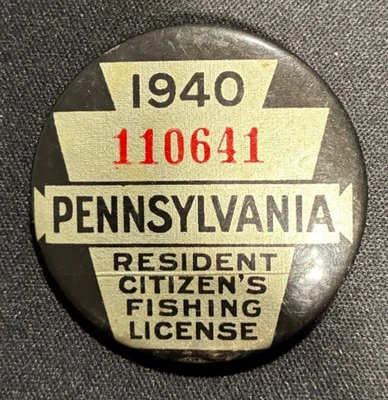 1940
110641
PENNSYLVANIA
RESIDENT
CITIZEN'S
FISHING
LICENSE